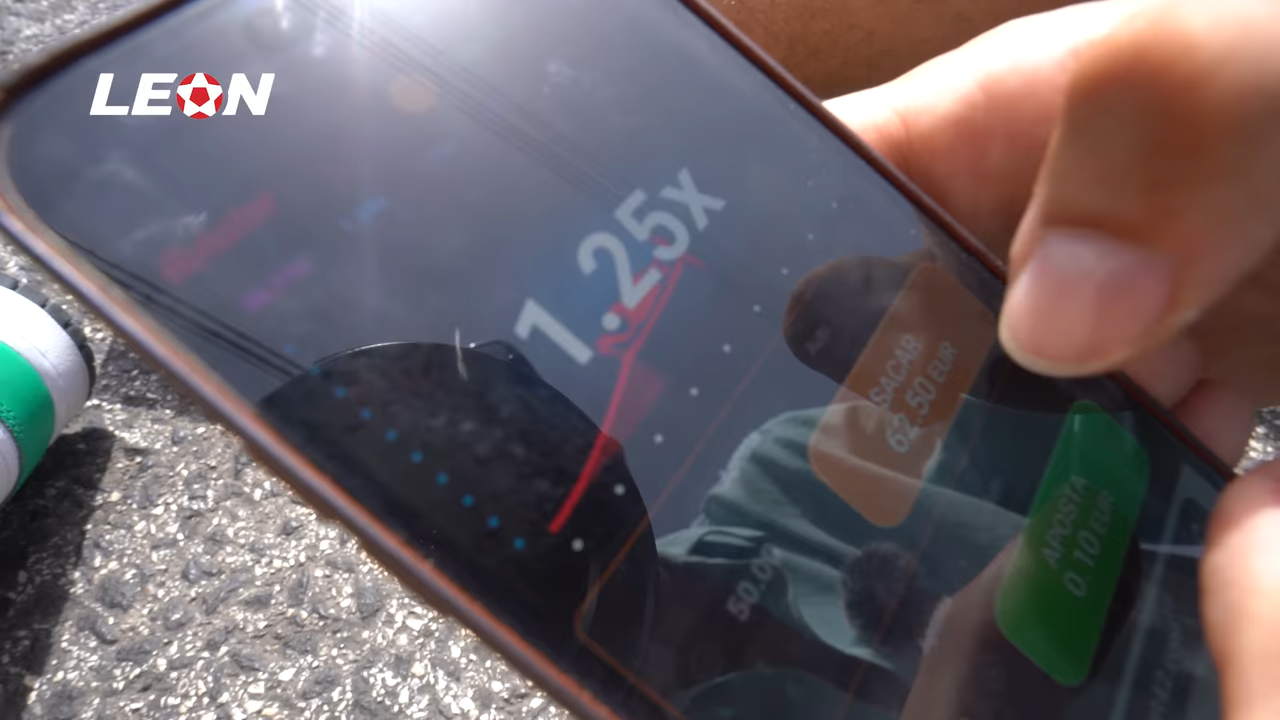 LEON
1.25x
SACAR
62.50 EUR
APOSTA
0.10 EUR